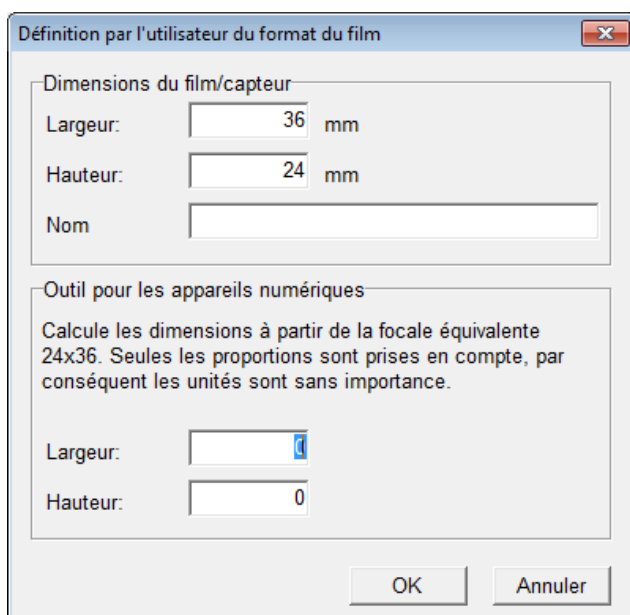 Définition par l'utilisateur du format du film
Dimensions du film/capteur
Largeur: 36 mm
Hauteur: 24 mm
Nom
Outil pour les appareils numériques
Calcule les dimensions à partir de la focale équivalente
24x36. Seules les proportions sont prises en compte, par
conséquent les unités sont sans importance.
Largeur: 0
Hauteur: 0
OK Annuler